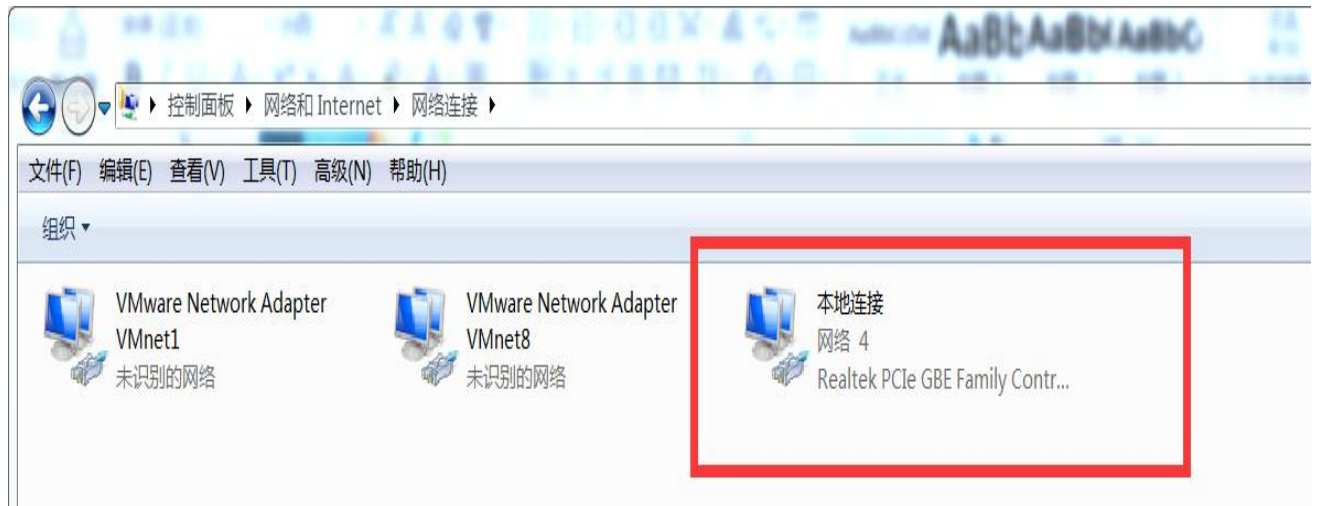 AaBb AaBb AaBbC
控制面板 网络和 Internet 网络连接
文件(F) 编辑(E) 查看(V) 工具(T) 高级(N) 帮助(H)
组织
VMware Network Adapter
VMnet1
未识别的网络
VMware Network Adapter
VMnet8
未识别的网络
本地连接
网络 4
Realtek PCIe GBE Family Contr...